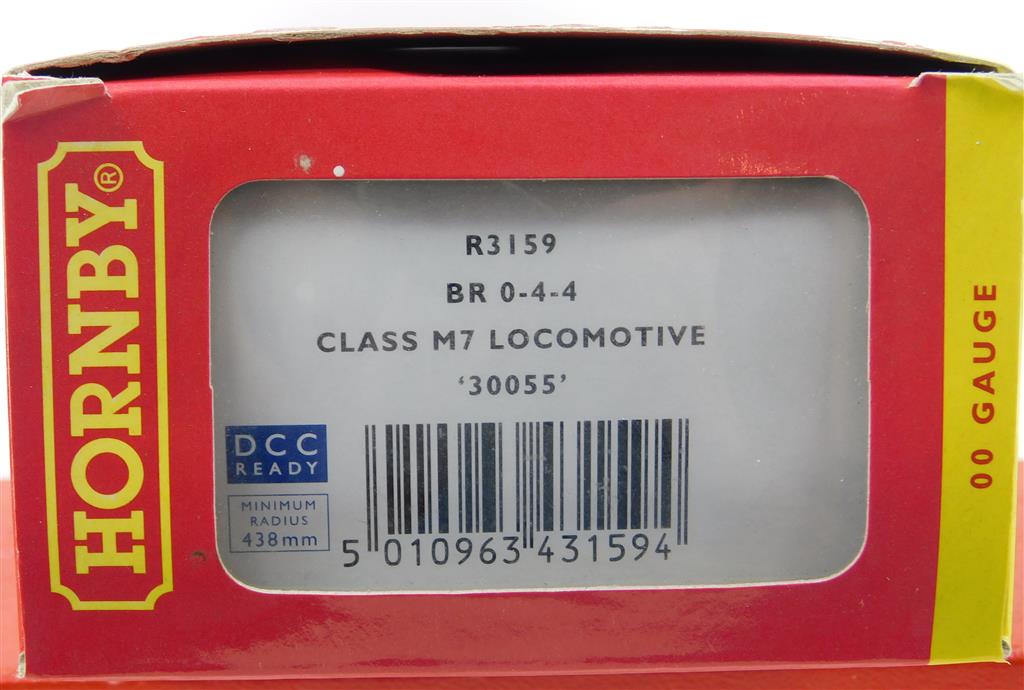 HORNBY®
R3159
BR 0-4-4
CLASS M7 LOCOMOTIVE
‘30055’
DCC
READY
MINIMUM
RADIUS
438mm
5 010963 431594
00 GAUGE